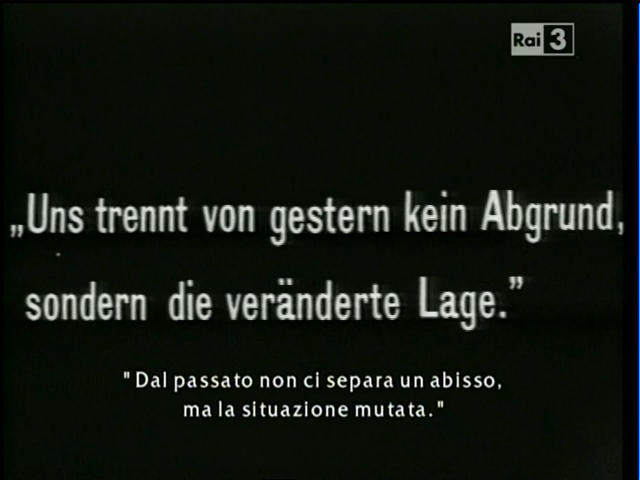 Rai 3
„Uns trennt von gestern kein Abgrund,
sondern die veränderte Lage.”
"Dal passato non ci separa un abisso,
ma la situazione mutata."